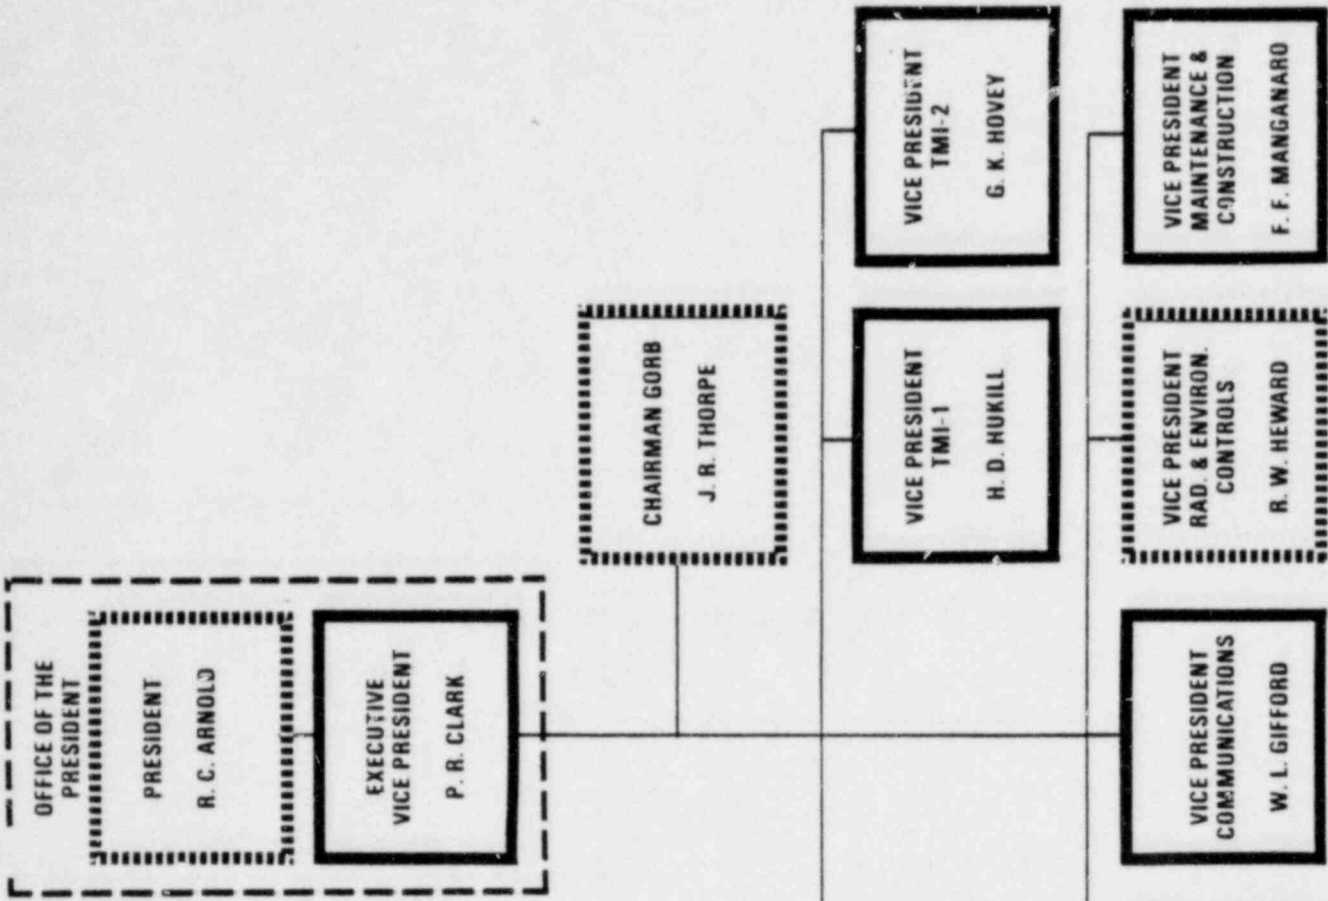 OFFICE OF THE
PRESIDENT
PRESIDENT
R. C. ARNOLD
EXECUTIVE
VICE PRESIDENT
P. R. CLARK
CHAIRMAN GORB
J. R. THORPE
VICE PRESIDENT
TMI-1
H. D. HUKILL
VICE PRESIDENT
TMI-2
G. K. HOVEY
VICE PRESIDENT
COMMUNICATIONS
W. L. GIFFORD
VICE PRESIDENT
RAD. & ENVIRON.
CONTROLS
R. W. HEWARD
VICE PRESIDENT
MAINTENANCE &
CONSTRUCTION
F. F. MANGANARO